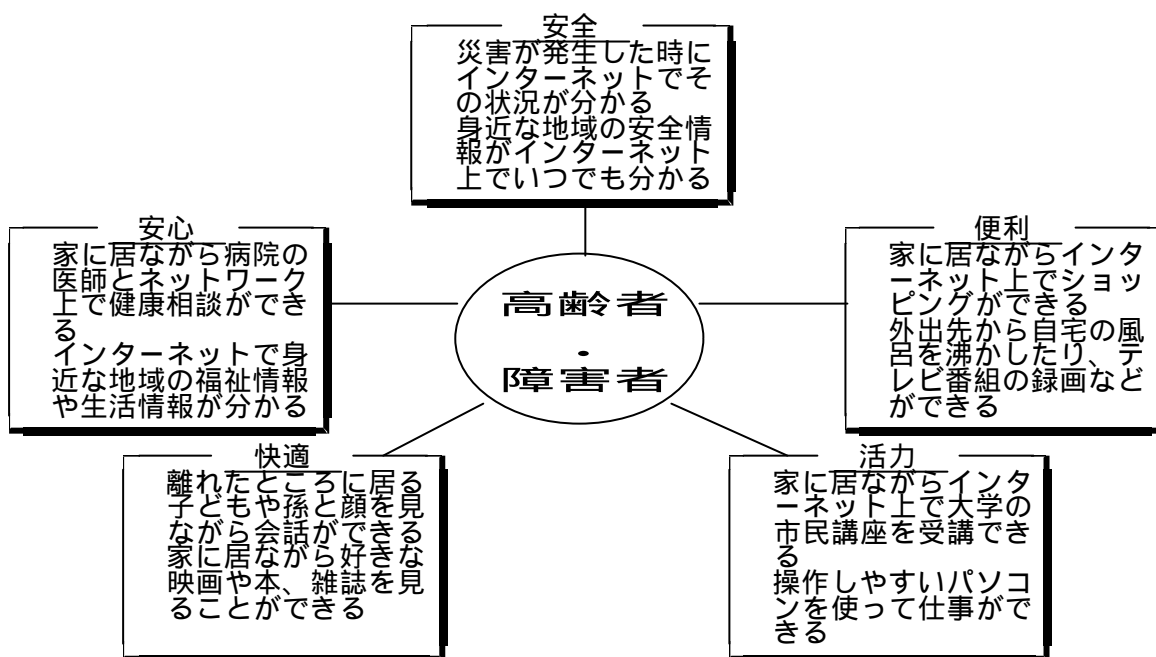 安全
災害が発生した時に
インターネットでそ
の状況が分かる
身近な地域の安全情
報がインターネット
上でいつでも分かる
安心
家に居ながら病院の
医師とネットワーク
上で健康相談ができ
る
インターネットで身
近な地域の福祉情報
や生活情報が分かる
高齢者
・
障害者
便利
家に居ながらインタ
ーネット上でショッ
ピングができる
外出先から自宅の風
呂を沸かしたり、テ
レビ番組の録画など
ができる
快適
離れたところに居る
子どもや孫と顔を見
ながら会話ができる
家に居ながら好きな
映画や本、雑誌を見
ることができる
活力
家に居ながらインタ
ーネット上で大学の
市民講座を受講でき
る
操作しやすいパソコ
ンを使って仕事がで
きる